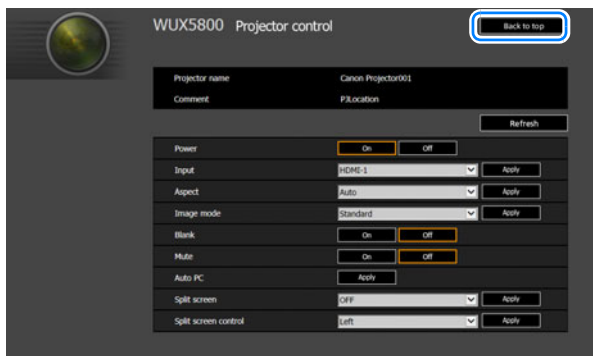 WUX5800 Projector control
Back to top
Projector name Canon Projector001
Comment PJLocation
Refresh
Power On Off
Input HDMI-1 Apply
Aspect Auto Apply
Image mode Standard Apply
Blank On Off
Mute On Off
Auto PC Apply
Split screen OFF Apply
Split screen control Left Apply